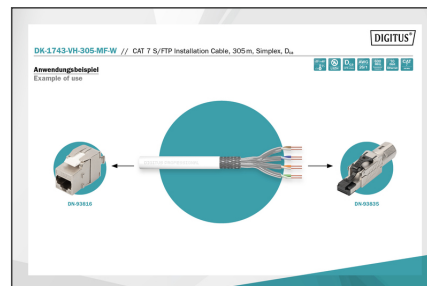 DIGITUS®
DK-1743-VH-305-MF-W // CAT 7 S/FTP Installation Cable, 305 m, Simplex, Dca
Anwendungsbeispiel
Example of use
DN-93616
DN-93835